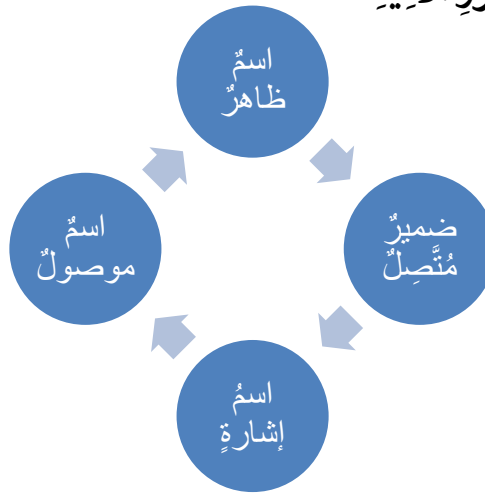 اسمٌ
ظاهرٌ
ضميرٌ
مُتَّصِلٌ
اسمُ
إشارةٍ
اسمٌ
موصولٌ